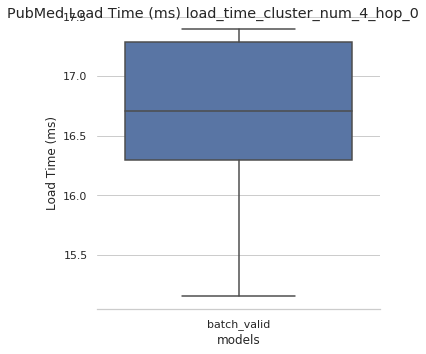 PubMed Load Time (ms) load_time_cluster_num_4_hop_0
17.5
17.0
16.5
16.0
15.5
Load Time (ms)
batch_valid
models